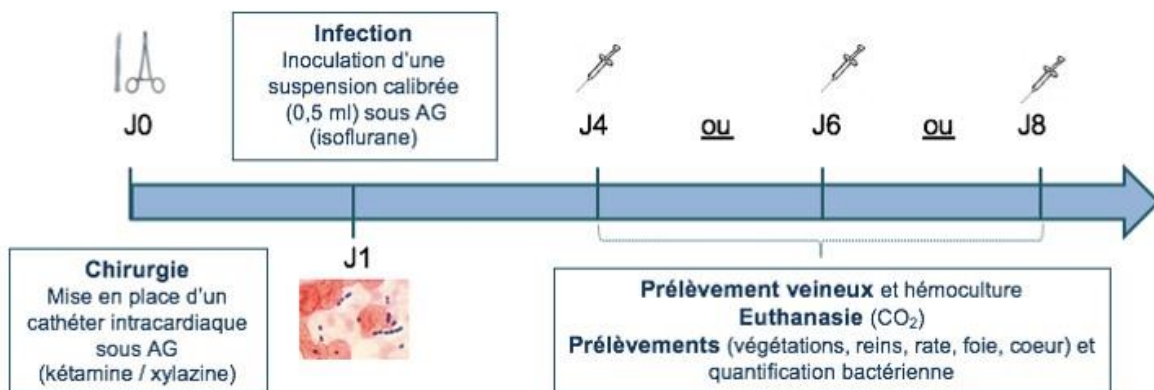 J0
Infection
Inoculation d'une
suspension calibrée
(0,5 ml) sous AG
(isoflurane)
J4
ou
J6
ou
J8
Chirurgie
Mise en place d'un
cathéter intracardiaque
sous AG
(kétamine / xylazine)
J1
Prélèvement veineux et hémoculture
Euthanasie (CO₂)
Prélèvements (végétations, reins, rate, foie, coeur) et
quantification bactérienne